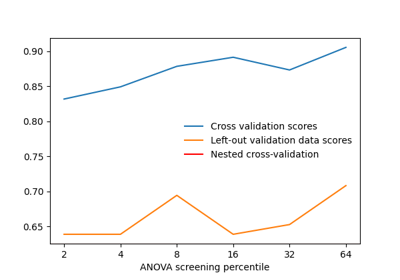 0.90
0.85
0.80
0.75
0.70
0.65
Cross validation scores
Left-out validation data scores
Nested cross-validation
2 4 8 16 32 64
ANOVA screening percentile